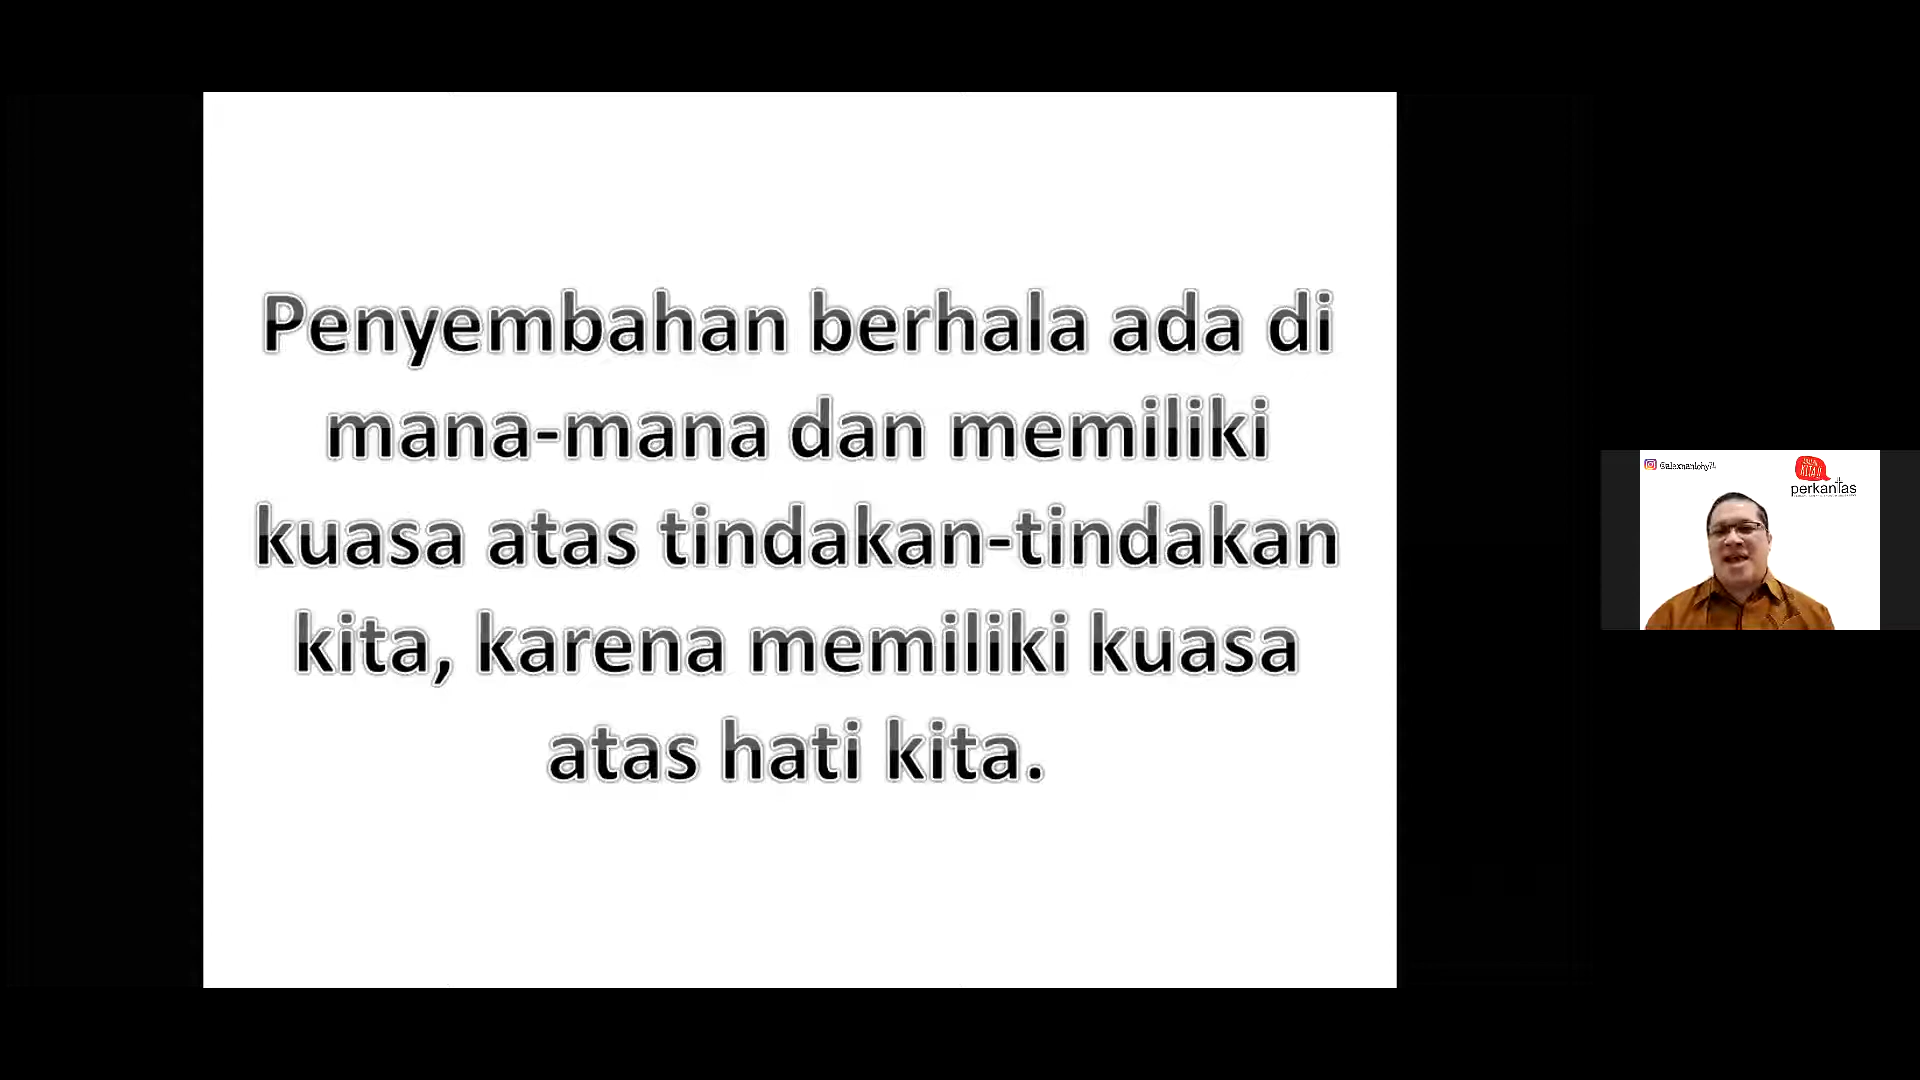 Penyembahan berhala ada di
mana-mana dan memiliki
kuasa atas tindakan-tindakan
kita, karena memiliki kuasa
atas hati kita.
KITA
perkantas